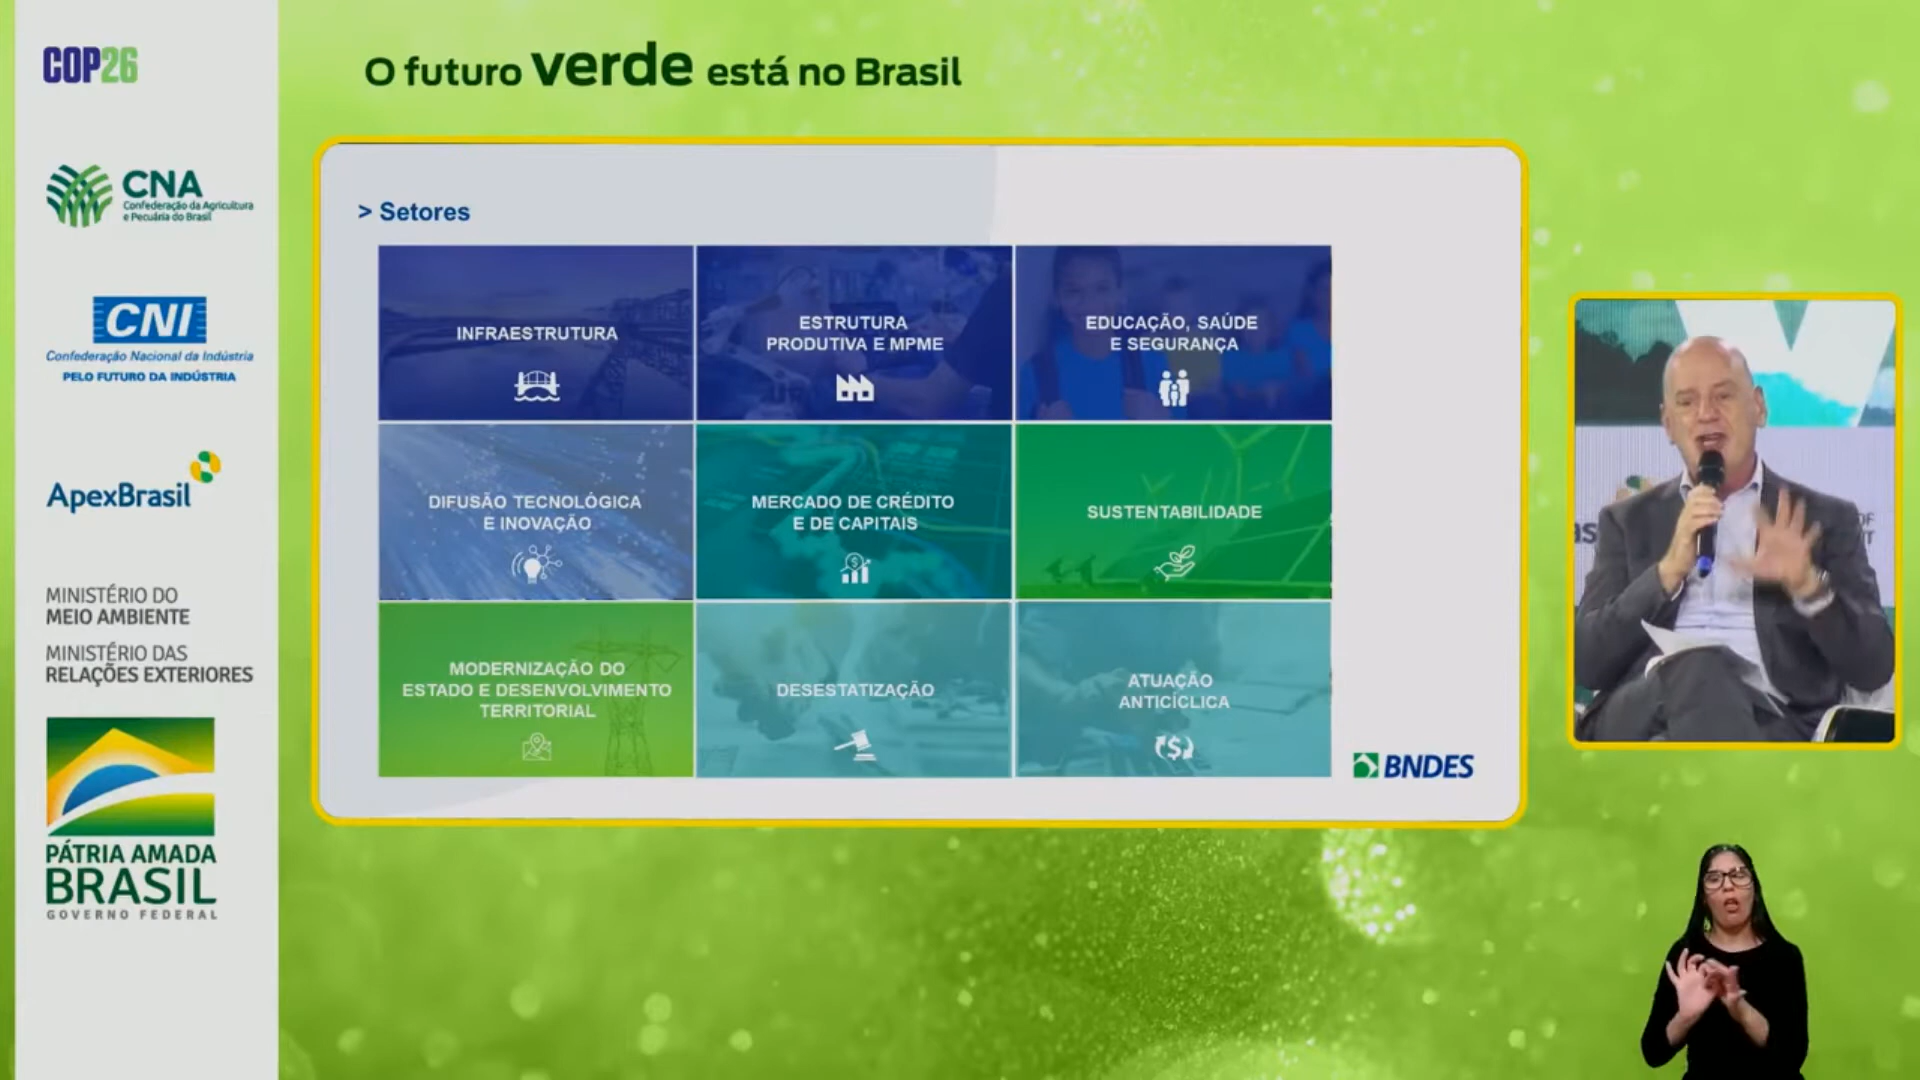 COP26
CNA
Confederação da Agricultura
e Pecuária do Brasil
CNI
Confederação Nacional da Indústria
PELO FUTURO DA INDÚSTRIA
ApexBrasil
MINISTÉRIO DO
MEIO AMBIENTE
MINISTÉRIO DAS
RELAÇÕES EXTERIORES
PÁTRIA AMADA
BRASIL
GOVERNO FEDERAL
O futuro verde está no Brasil
> Setores
INFRAESTRUTURA
ESTRUTURA
PRODUTIVA E MPME
EDUCAÇÃO, SAÚDE
E SEGURANÇA
DIFUSÃO TECNOLÓGICA
E INOVAÇÃO
MERCADO DE CRÉDITO
E DE CAPITAIS
SUSTENTABILIDADE
MODERNIZAÇÃO DO
ESTADO E DESENVOLVIMENTO
TERRITORIAL
DESESTATIZAÇÃO
ATUAÇÃO
ANTICÍCLICA
BNDES